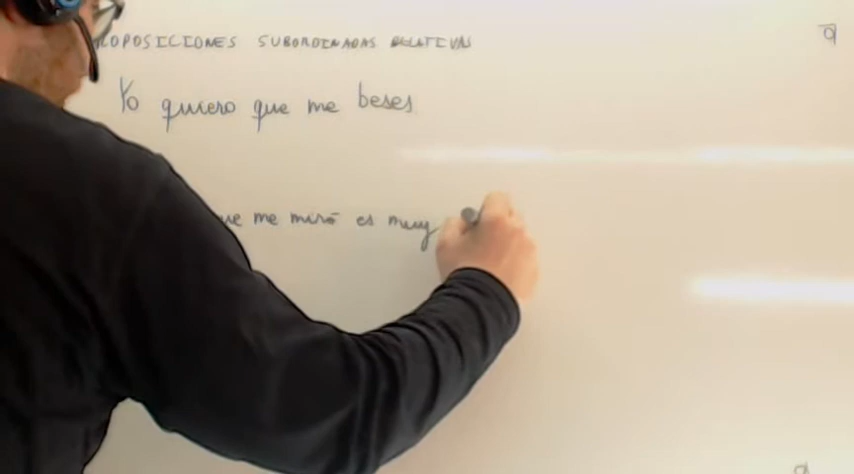 PROPOSICIONES SUBORDINADAS RELATIVAS
Yo quiero que me beses
que me miró es muy